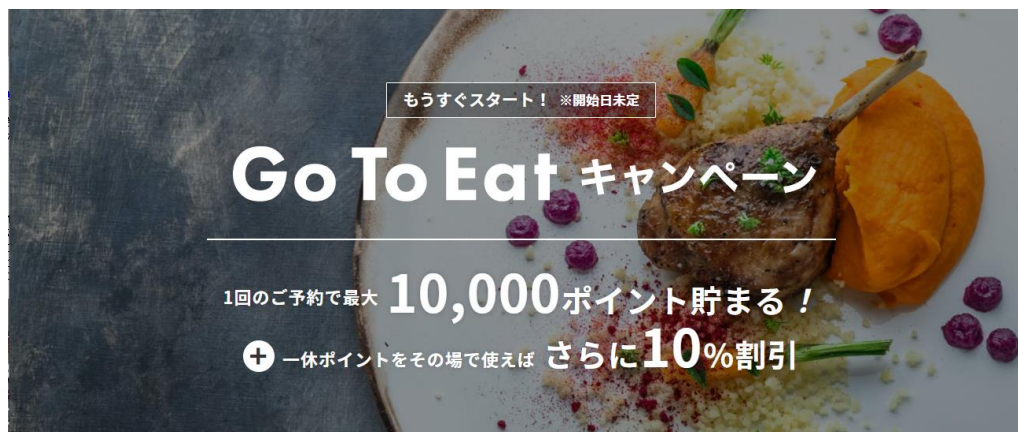 もうすぐスタート！ ※開始日未定
Go To Eat キャンペーン
1回のご予約で最大 10,000ポイント貯まる！
+ 一休ポイントをその場で使えば さらに10%割引